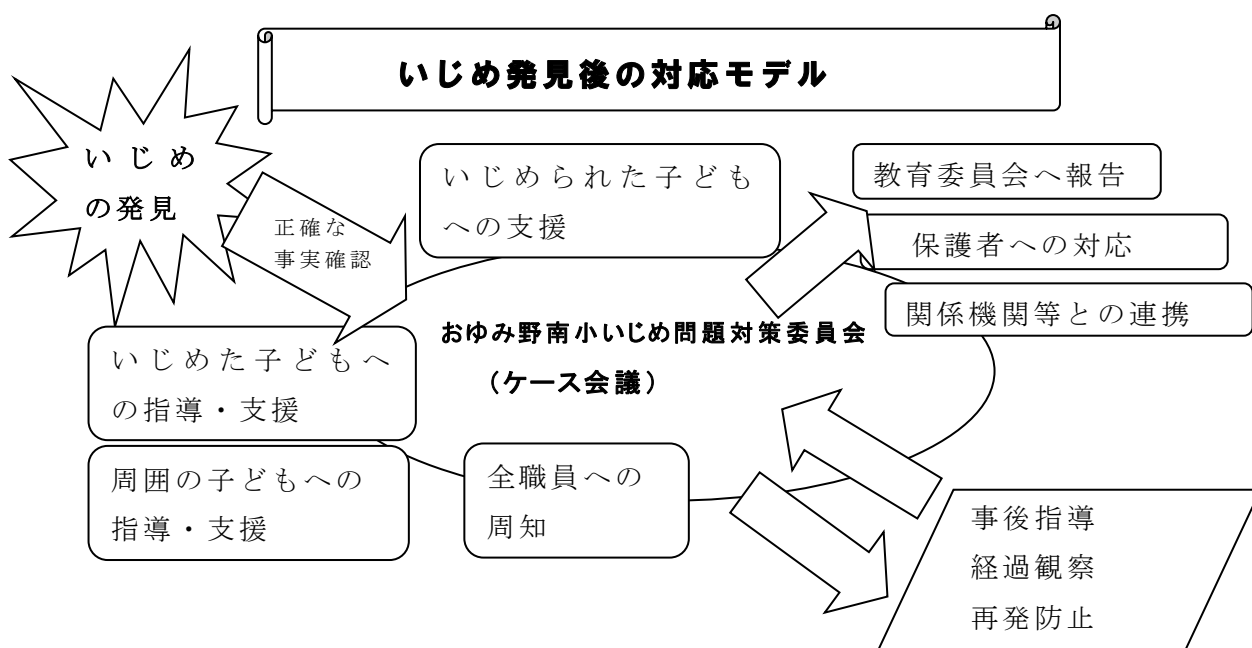 いじめ発見後の対応モデル
いじめ
の発見
正確な
事実確認
いじめられた子ども
への支援
教育委員会へ報告
保護者への対応
関係機関等との連携
おゆみ野南小いじめ問題対策委員会
（ケース会議）
いじめた子どもへ
の指導・支援
周囲の子どもへの
指導・支援
全職員への
周知
事後指導
経過観察
再発防止